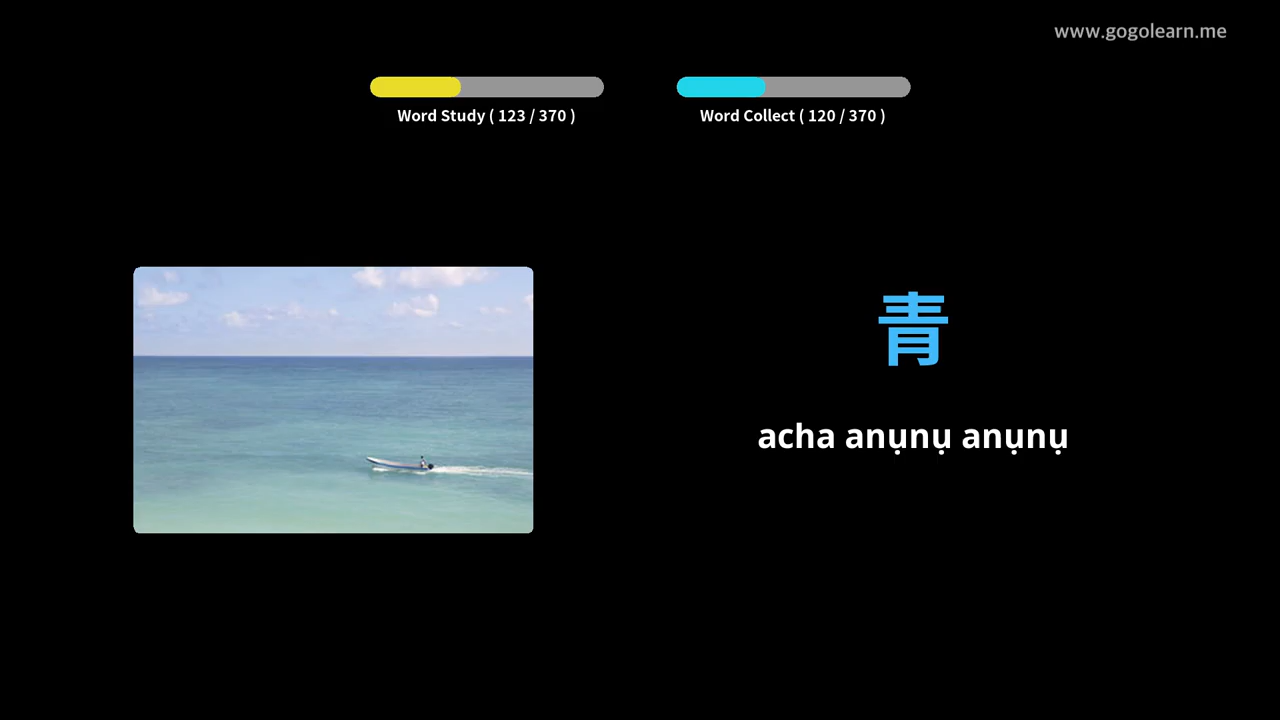 www.gogolearn.me
Word Study ( 123 / 370 )
Word Collect ( 120 / 370 )
青
acha anụnụ anụnụ